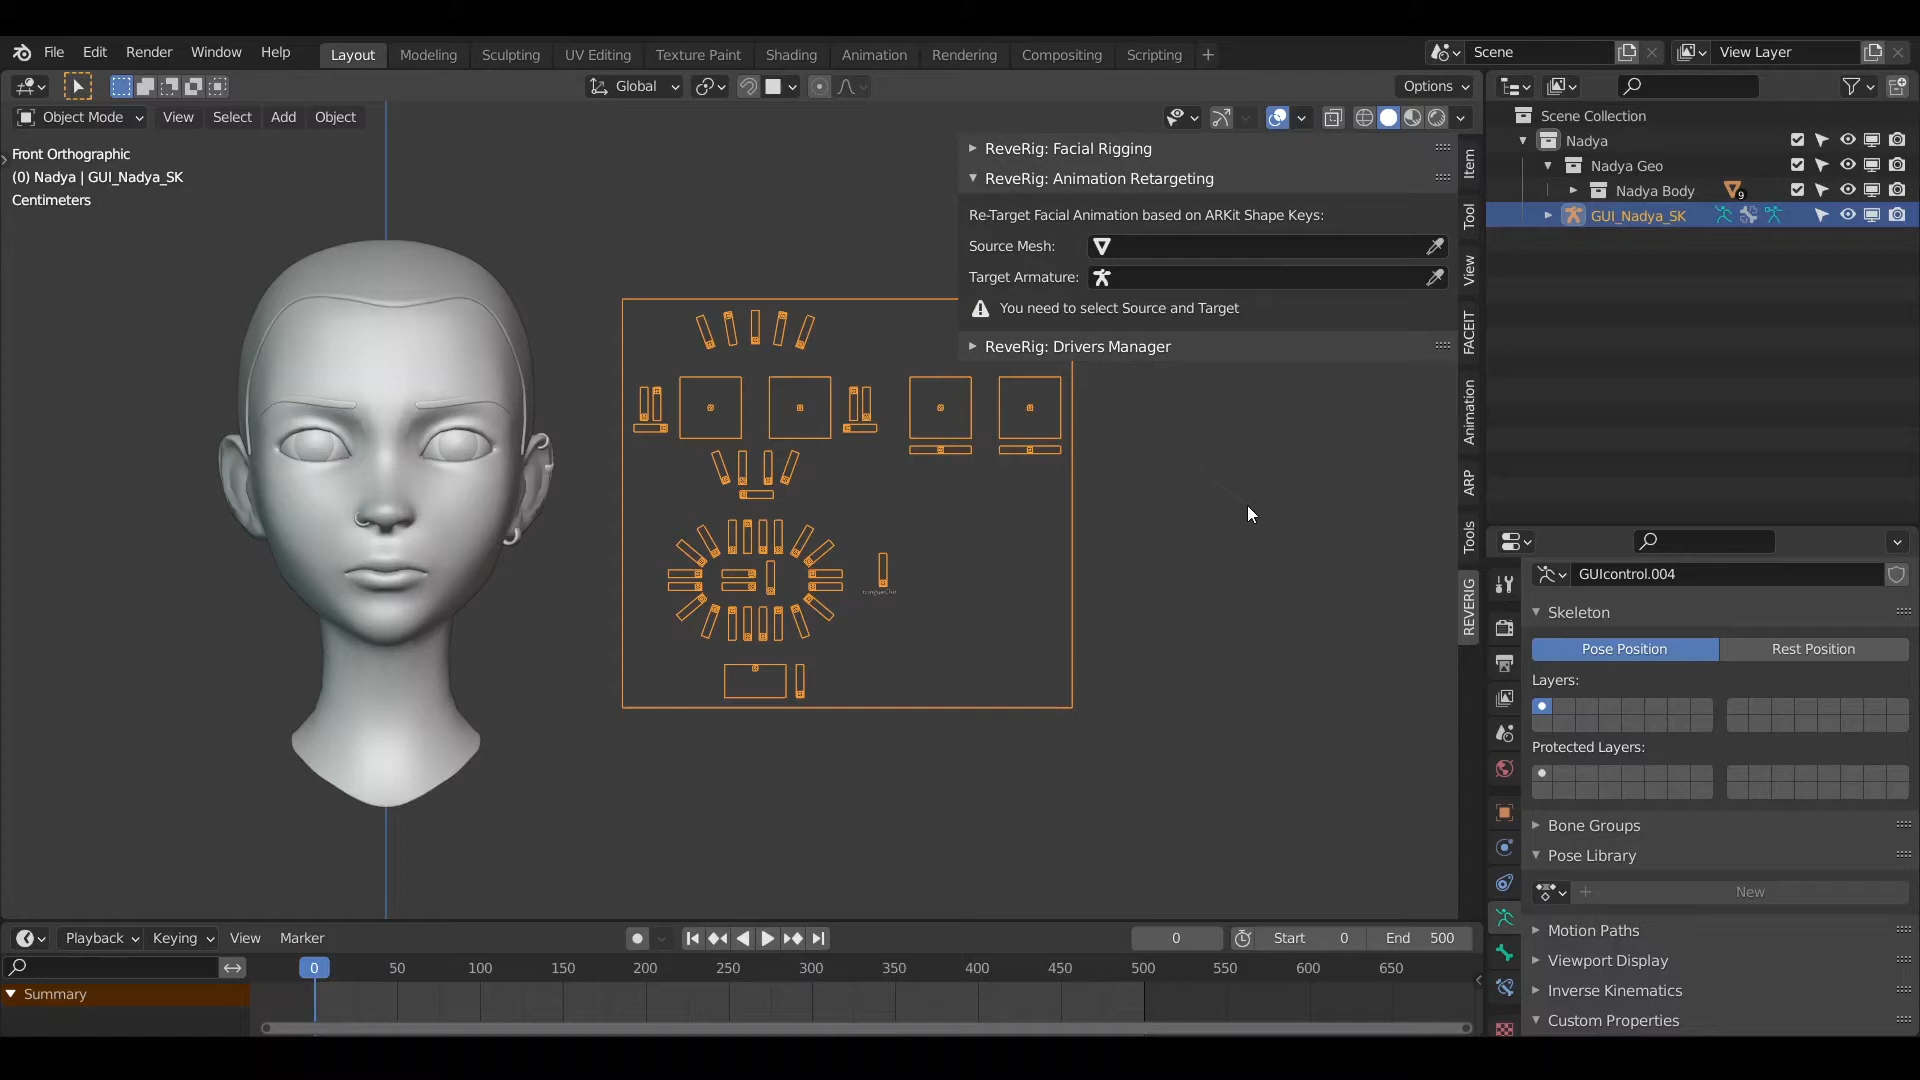 File Edit Render Window Help Layout Modeling Sculpting UV Editing Texture Paint Shading Animation Rendering Compositing Scripting + Scene View Layer
Global Options
Object Mode View Select Add Object
Front Orthographic
(0) Nadya | GUI_Nadya_SK
Centimeters
ReveRig: Facial Rigging
ReveRig: Animation Retargeting
Re-Target Facial Animation based on ARKit Shape Keys:
Source Mesh:
Target Armature:
You need to select Source and Target
ReveRig: Drivers Manager
Item
Tool
View
FACEIT
Animation
ARP
Tools
REVERIG
Scene Collection
Nadya
Nadya Geo
Nadya Body 9
GUI_Nadya_SK
GUIcontrol.004
Skeleton
Pose Position Rest Position
Layers:
Protected Layers:
Bone Groups
Pose Library
+ New
Motion Paths
Viewport Display
Inverse Kinematics
Custom Properties
Playback Keying View Marker 0 Start 0 End 500
0 50 100 150 200 250 300 350 400 450 500 550 600 650
Summary